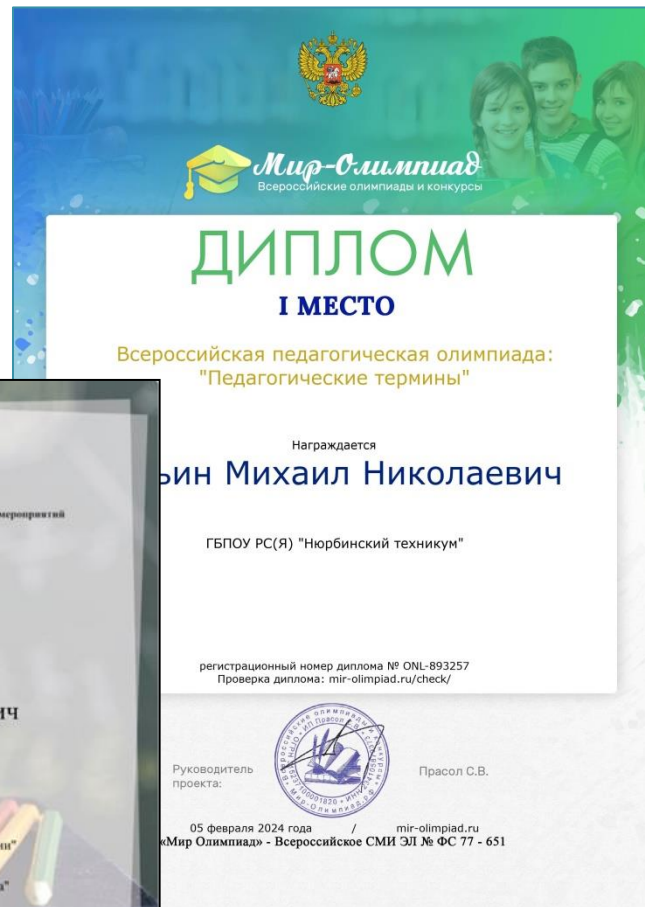 Мир-Олимпиад
Всероссийские олимпиады и конкурсы
ДИПЛОМ
I МЕСТО
Всероссийская педагогическая олимпиада:
"Педагогические термины"
Награждается
ьин Михаил Николаевич
ГБПОУ РС(Я) "Нюрбинский техникум"
регистрационный номер диплома № ONL-893257
Проверка диплома: mir-olimpiad.ru/check/
Руководитель
проекта:
Прасол С.В.
05 февраля 2024 года / mir-olimpiad.ru
«Мир Олимпиад» - Всероссийское СМИ ЭЛ № ФС 77 - 651
мероприятий
ич
ии"
а"